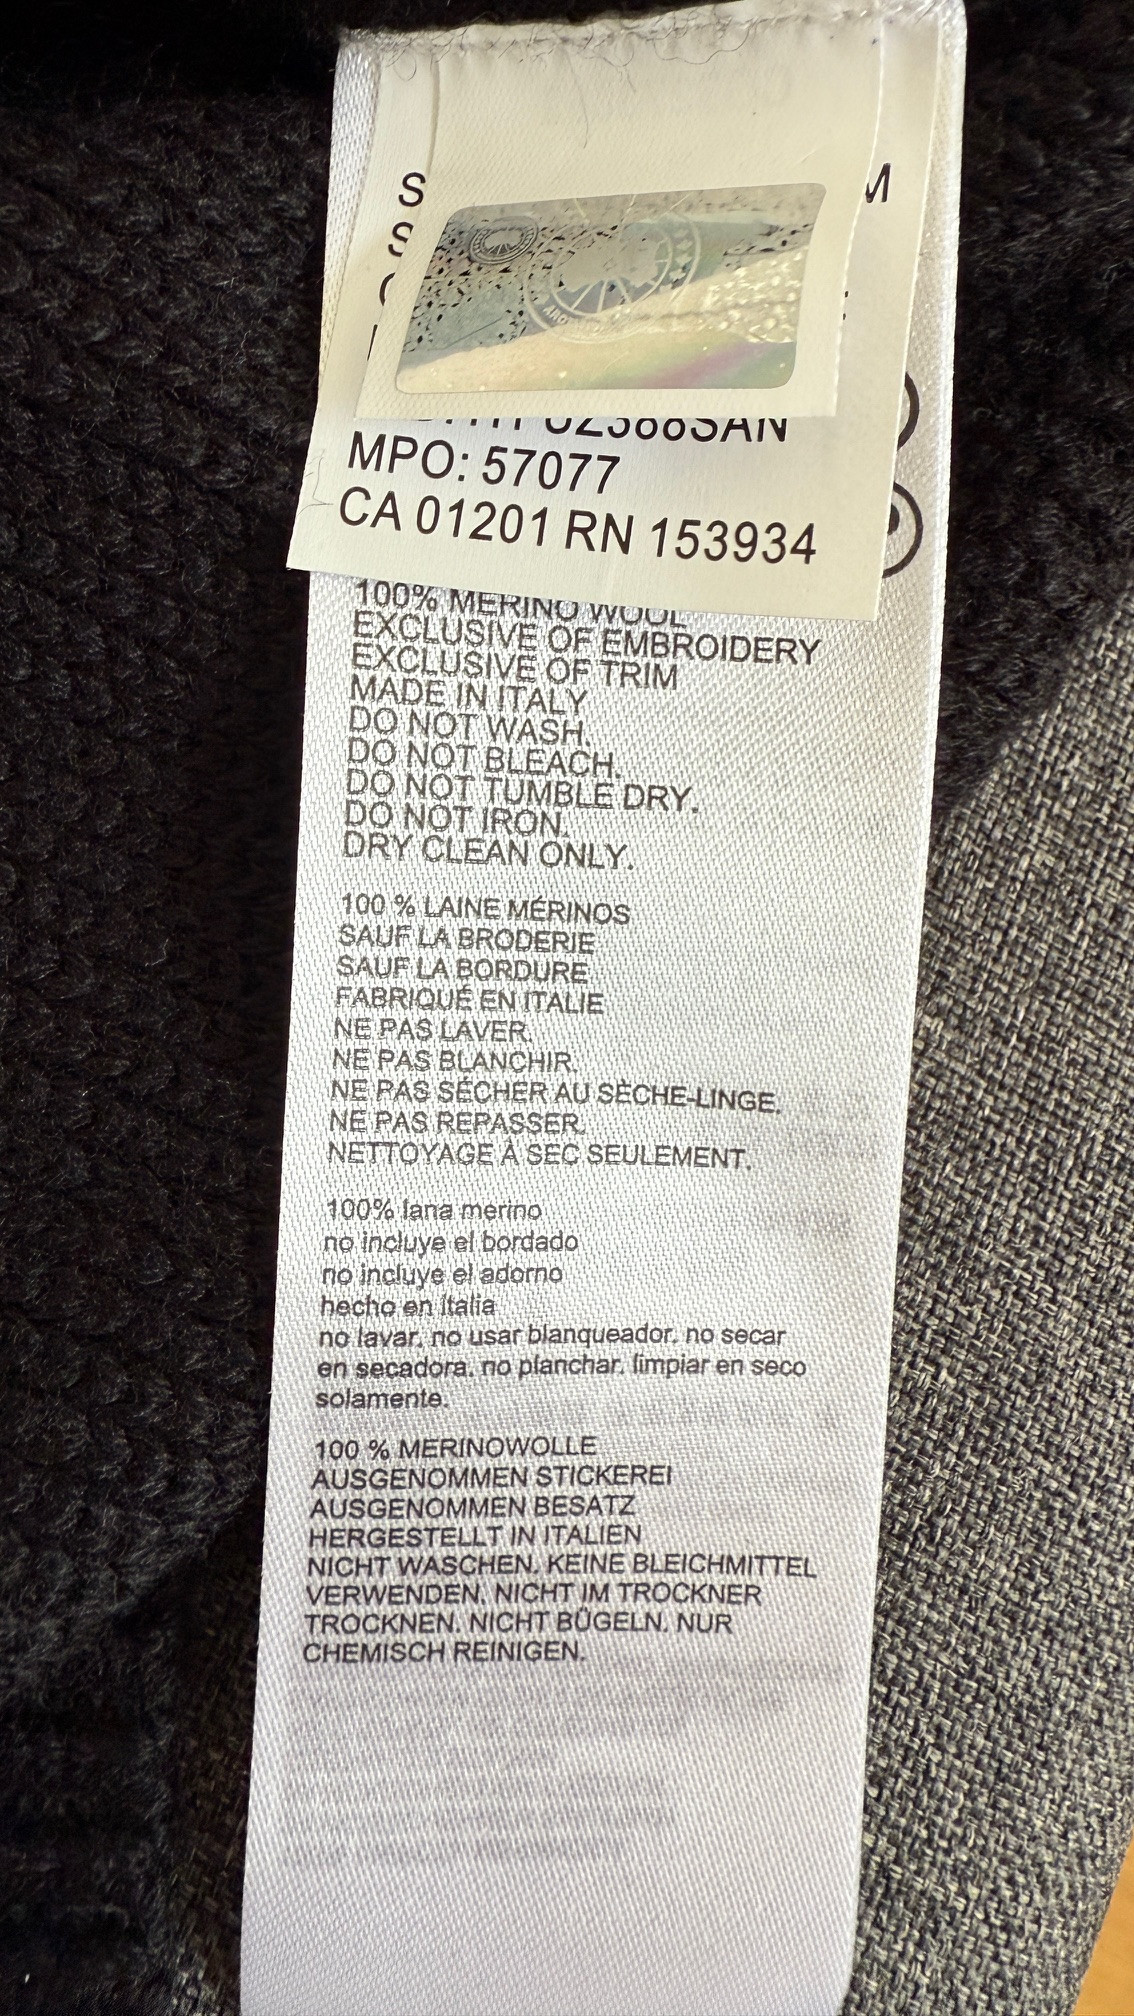 MPO: 57077
CA 01201 RN 153934
100% MERINO WOOL
EXCLUSIVE OF EMBROIDERY
EXCLUSIVE OF TRIM
MADE IN ITALY
DO NOT WASH.
DO NOT BLEACH.
DO NOT TUMBLE DRY.
DO NOT IRON.
DRY CLEAN ONLY.
100 % LAINE MÉRINOS
SAUF LA BRODERIE
SAUF LA BORDURE
FABRIQUÉ EN ITALIE
NE PAS LAVER.
NE PAS BLANCHIR.
NE PAS SÉCHER AU SÈCHE-LINGE.
NE PAS REPASSER.
NETTOYAGE À SEC SEULEMENT.
100% lana merino
no incluye el bordado
no incluye el adorno
hecho en Italia
no lavar. no usar blanqueador. no secar
en secadora. no planchar. limpiar en seco
solamente.
100 % MERINOWOLLE
AUSGENOMMEN STICKEREI
AUSGENOMMEN BESATZ
HERGESTELLT IN ITALIEN
NICHT WASCHEN. KEINE BLEICHMITTEL
VERWENDEN. NICHT IM TROCKNER
TROCKNEN. NICHT BÜGELN. NUR
CHEMISCH REINIGEN.